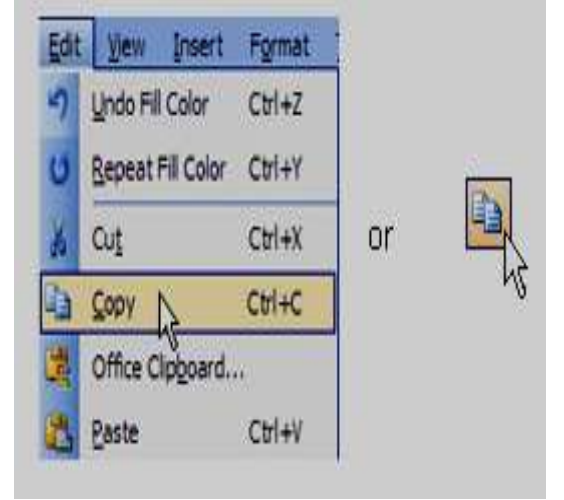 Edit View Insert Format
Undo Fill Color Ctrl+Z
Repeat Fill Color Ctrl+Y
Cut Ctrl+X
or
Copy Ctrl+C
Office Clipboard...
Paste Ctrl+V